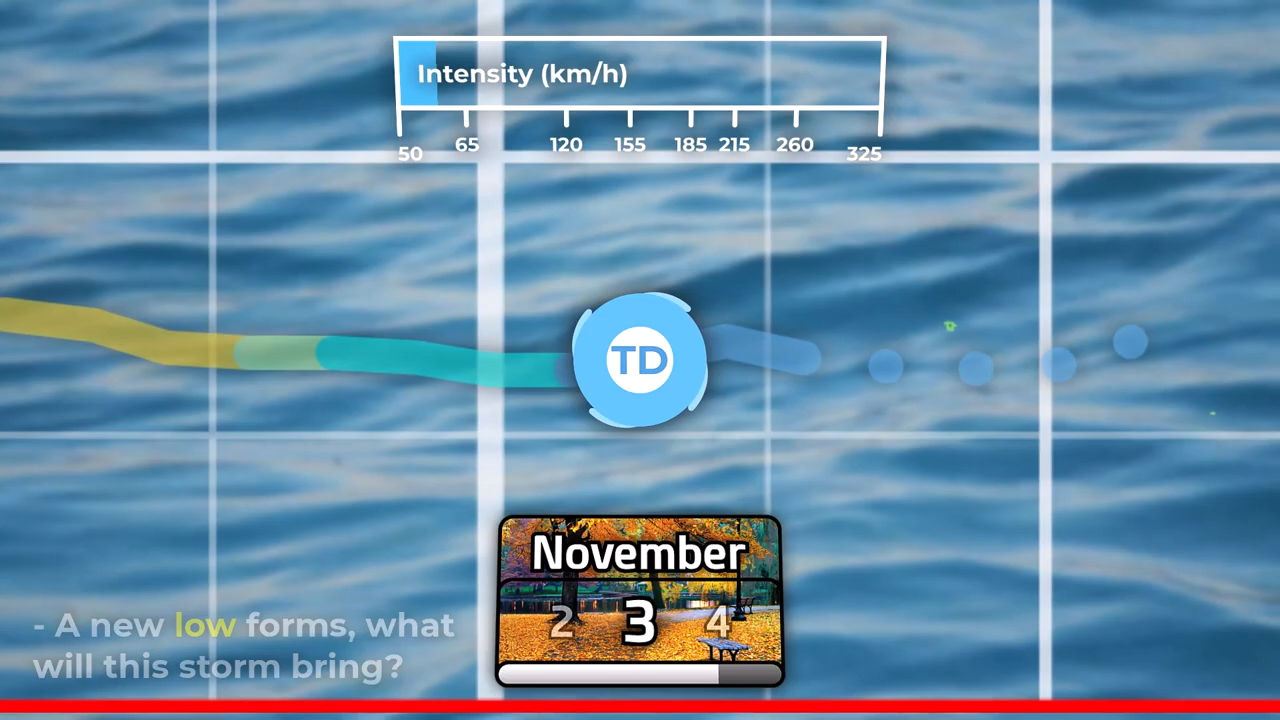 Intensity (km/h)
50 65 120 155 185 215 260 325
TD
November
2 3 4
- A new low forms, what
will this storm bring?